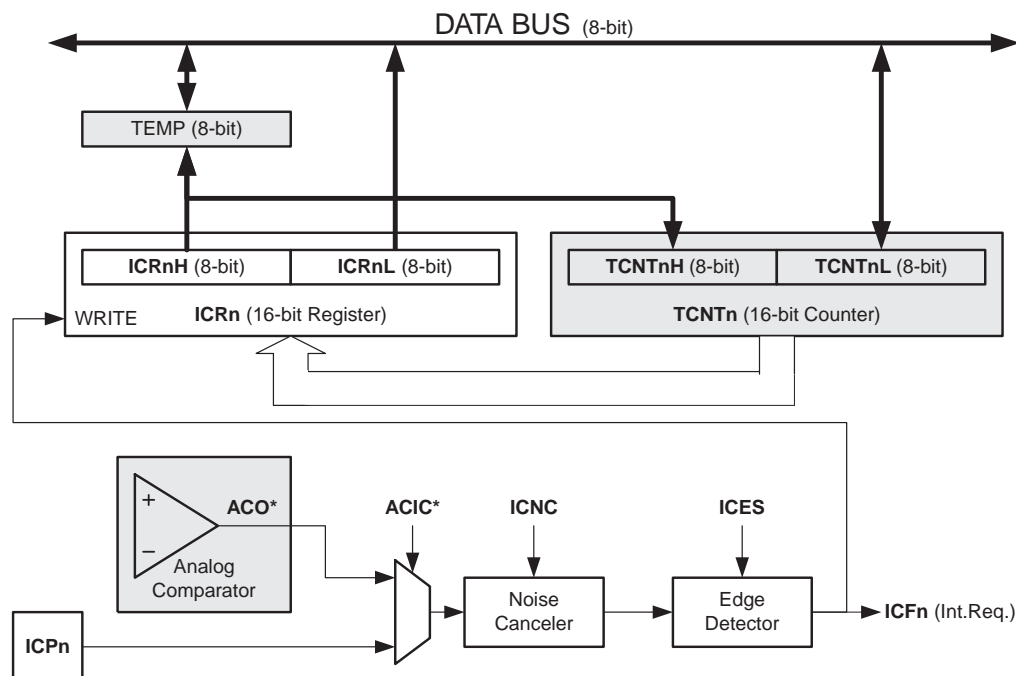 DATA BUS (8-bit)
TEMP (8-bit)
ICRnH (8-bit) ICRnL (8-bit)
TCNTnH (8-bit) TCNTnL (8-bit)
WRITE ICRn (16-bit Register)
TCNTn (16-bit Counter)
+
−
ACO*
Analog
Comparator
ACIC*
ICNC
ICES
Noise
Canceler
Edge
Detector
ICFn (Int.Req.)
ICPn